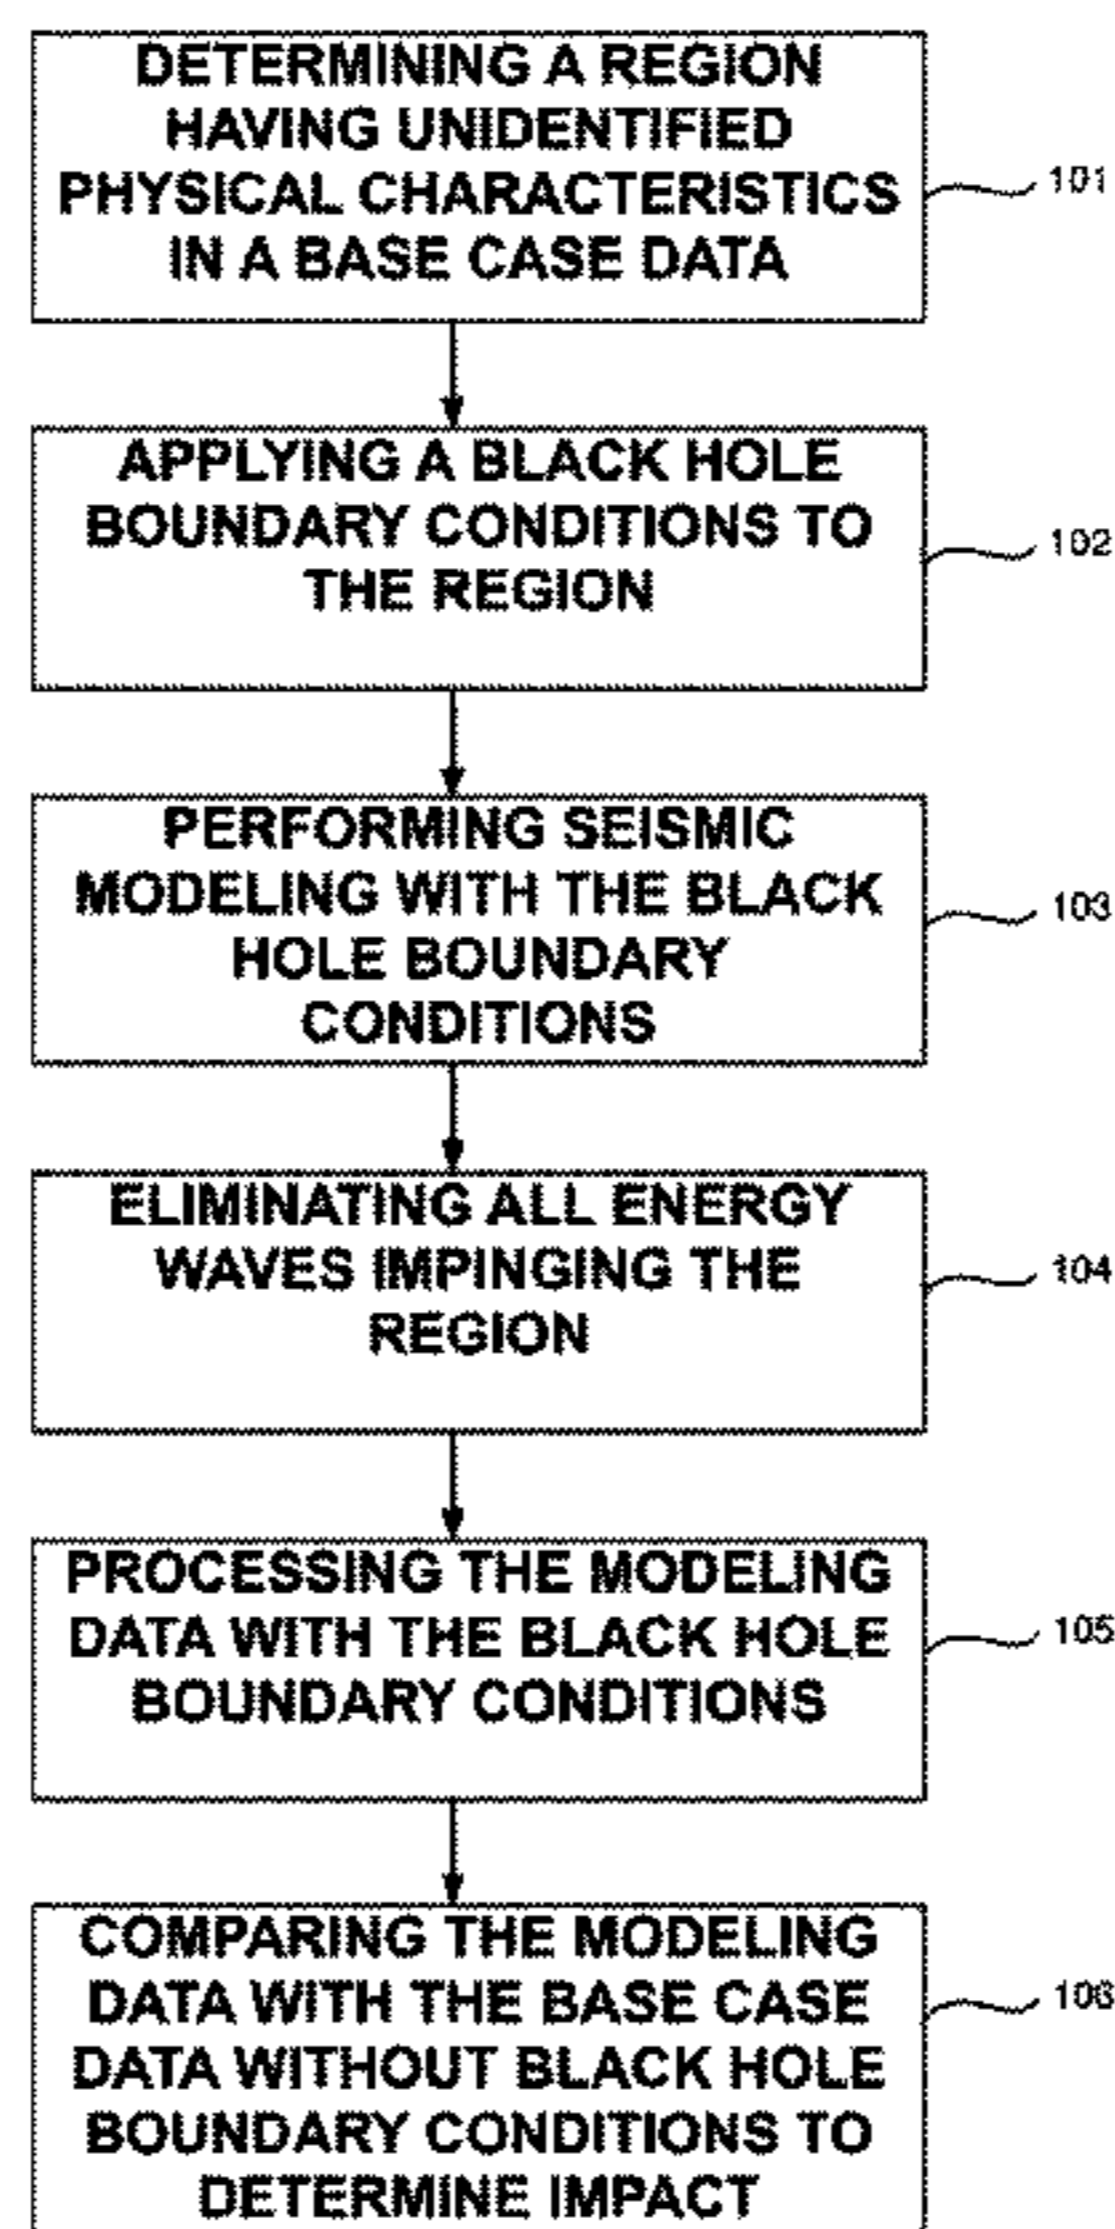 DETERMINING A REGION
HAVING UNIDENTIFIED
PHYSICAL CHARACTERISTICS
IN A BASE CASE DATA
101
APPLYING A BLACK HOLE
BOUNDARY CONDITIONS TO
THE REGION
102
PERFORMING SEISMIC
MODELING WITH THE BLACK
HOLE BOUNDARY
CONDITIONS
103
ELIMINATING ALL ENERGY
WAVES IMPINGING THE
REGION
104
PROCESSING THE MODELING
DATA WITH THE BLACK HOLE
BOUNDARY CONDITIONS
105
COMPARING THE MODELING
DATA WITH THE BASE CASE
DATA WITHOUT BLACK HOLE
BOUNDARY CONDITIONS TO
DETERMINE IMPACT
106